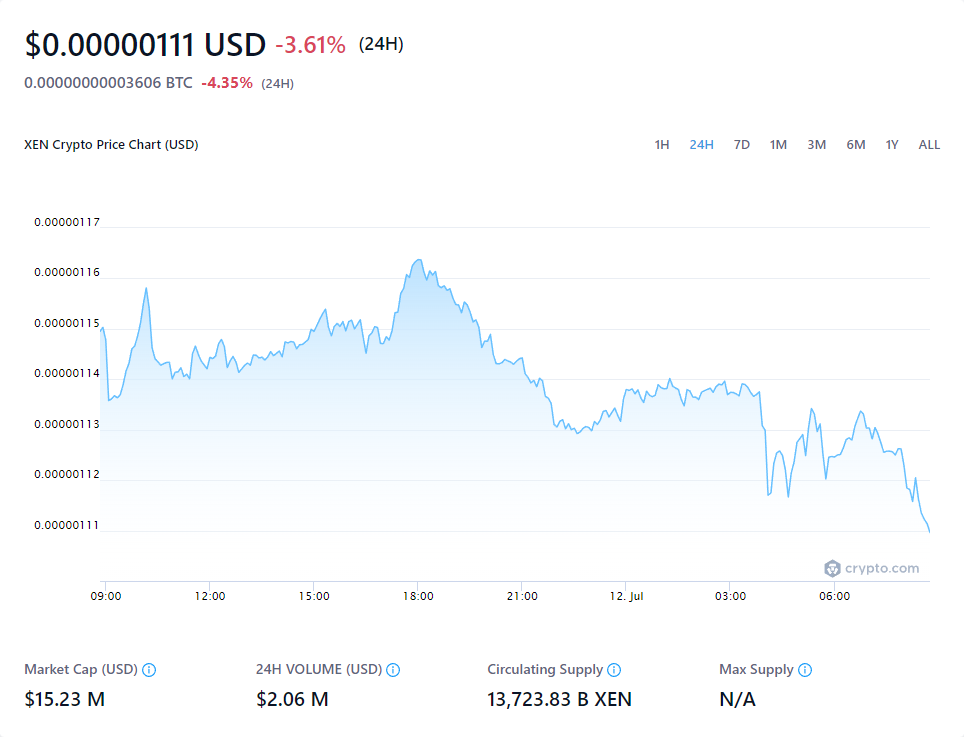 $0.00000111 USD -3.61% (24H)
0.00000000003606 BTC -4.35% (24H)
XEN Crypto Price Chart (USD) 1H 24H 7D 1M 3M 6M 1Y ALL
0.00000117
0.00000116
0.00000115
0.00000114
0.00000113
0.00000112
0.00000111
crypto.com
09:00 12:00 15:00 18:00 21:00 12. Jul 03:00 06:00
Market Cap (USD) 24H VOLUME (USD) Circulating Supply Max Supply
$15.23 M $2.06 M 13,723.83 B XEN N/A